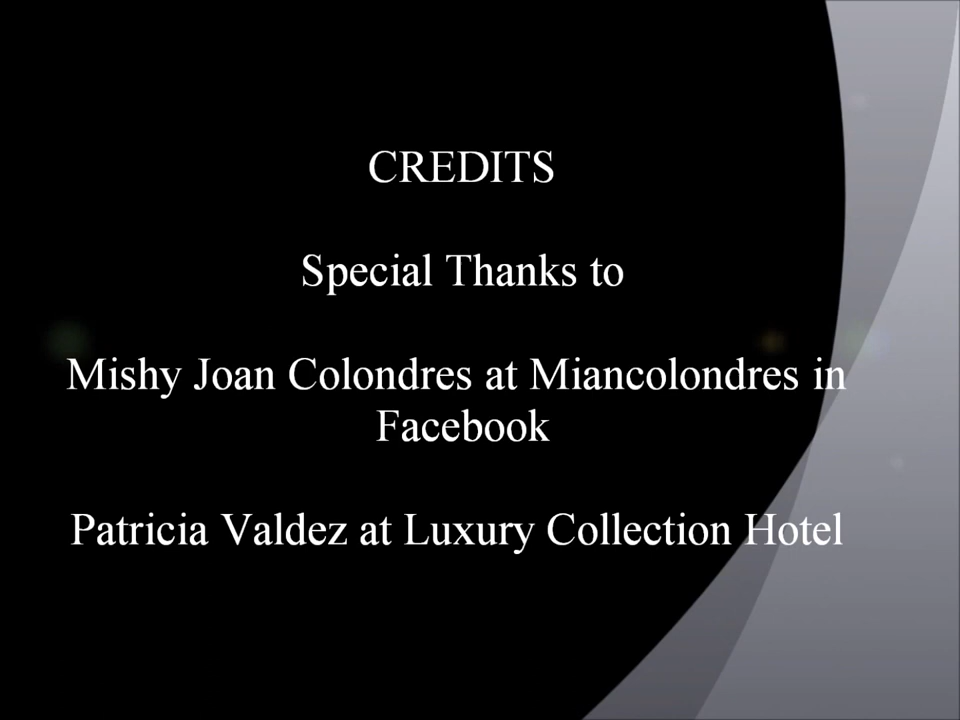 CREDITS
Special Thanks to
Mishy Joan Colondres at Miancolondres in
Facebook
Patricia Valdez at Luxury Collection Hotel